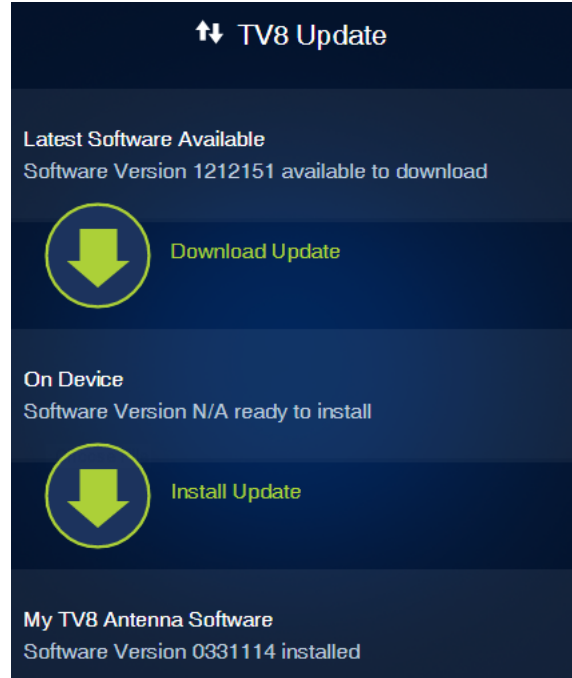 TV8 Update
Latest Software Available
Software Version 1212151 available to download
Download Update
On Device
Software Version N/A ready to install
Install Update
My TV8 Antenna Software
Software Version 0331114 installed